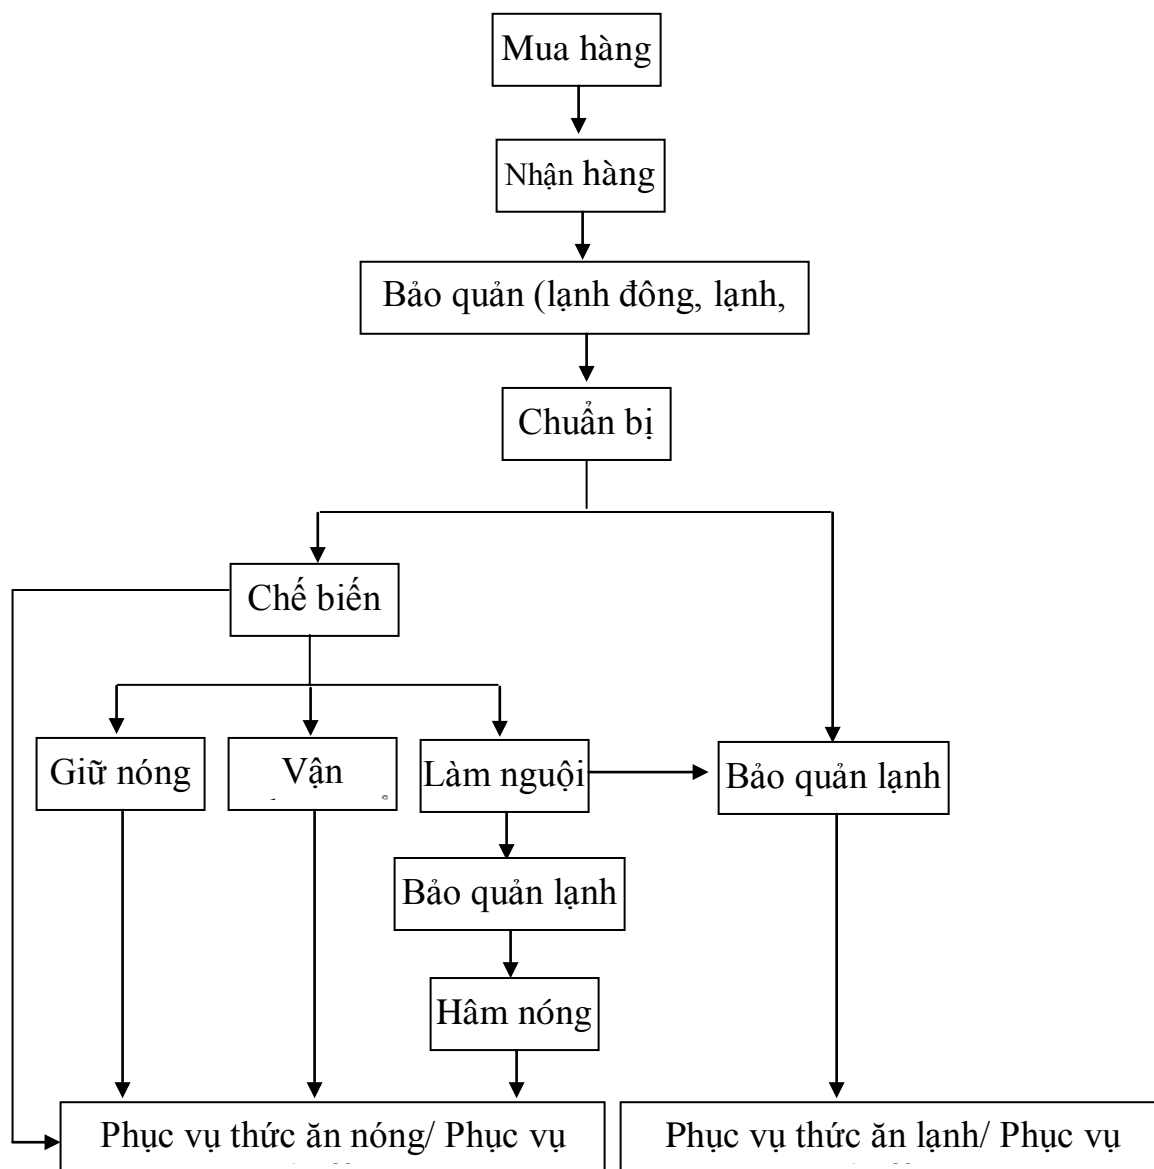 Mua hàng
Nhận hàng
Bảo quản (lạnh đông, lạnh,
Chuẩn bị
Chế biến
Giữ nóng
Vận
Làm nguội
Bảo quản lạnh
Bảo quản lạnh
Hâm nóng
Phục vụ thức ăn nóng/ Phục vụ
Phục vụ thức ăn lạnh/ Phục vụ